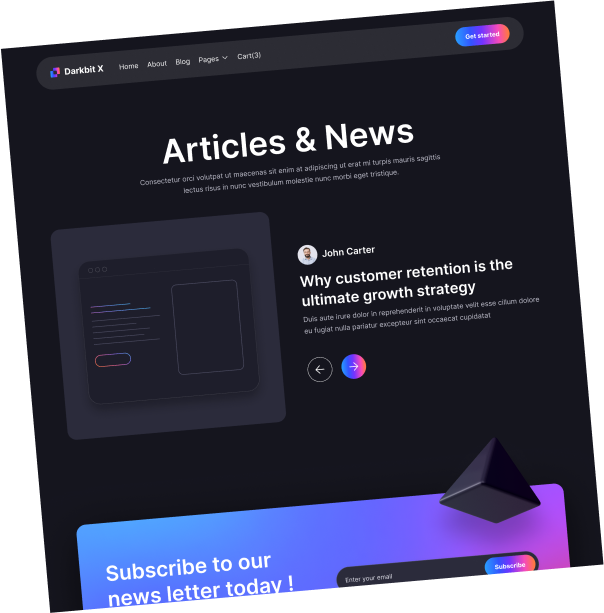 Darkbit X
Home About Blog Pages Cart(3)
Get started
Articles & News
Consectetur orci volutpat ut maecenas sit enim at adipiscing ut erat mi turpis mauris sagittis
lectus risus in nunc vestibulum molestie nunc morbi eget tristique.
John Carter
Why customer retention is the
ultimate growth strategy
Duis aute irure dolor in reprehenderit in voluptate velit esse cillum dolore
eu fugiat nulla pariatur excepteur sint occaecat cupidatat
Subscribe to our
news letter today !
Enter your email
Subscribe